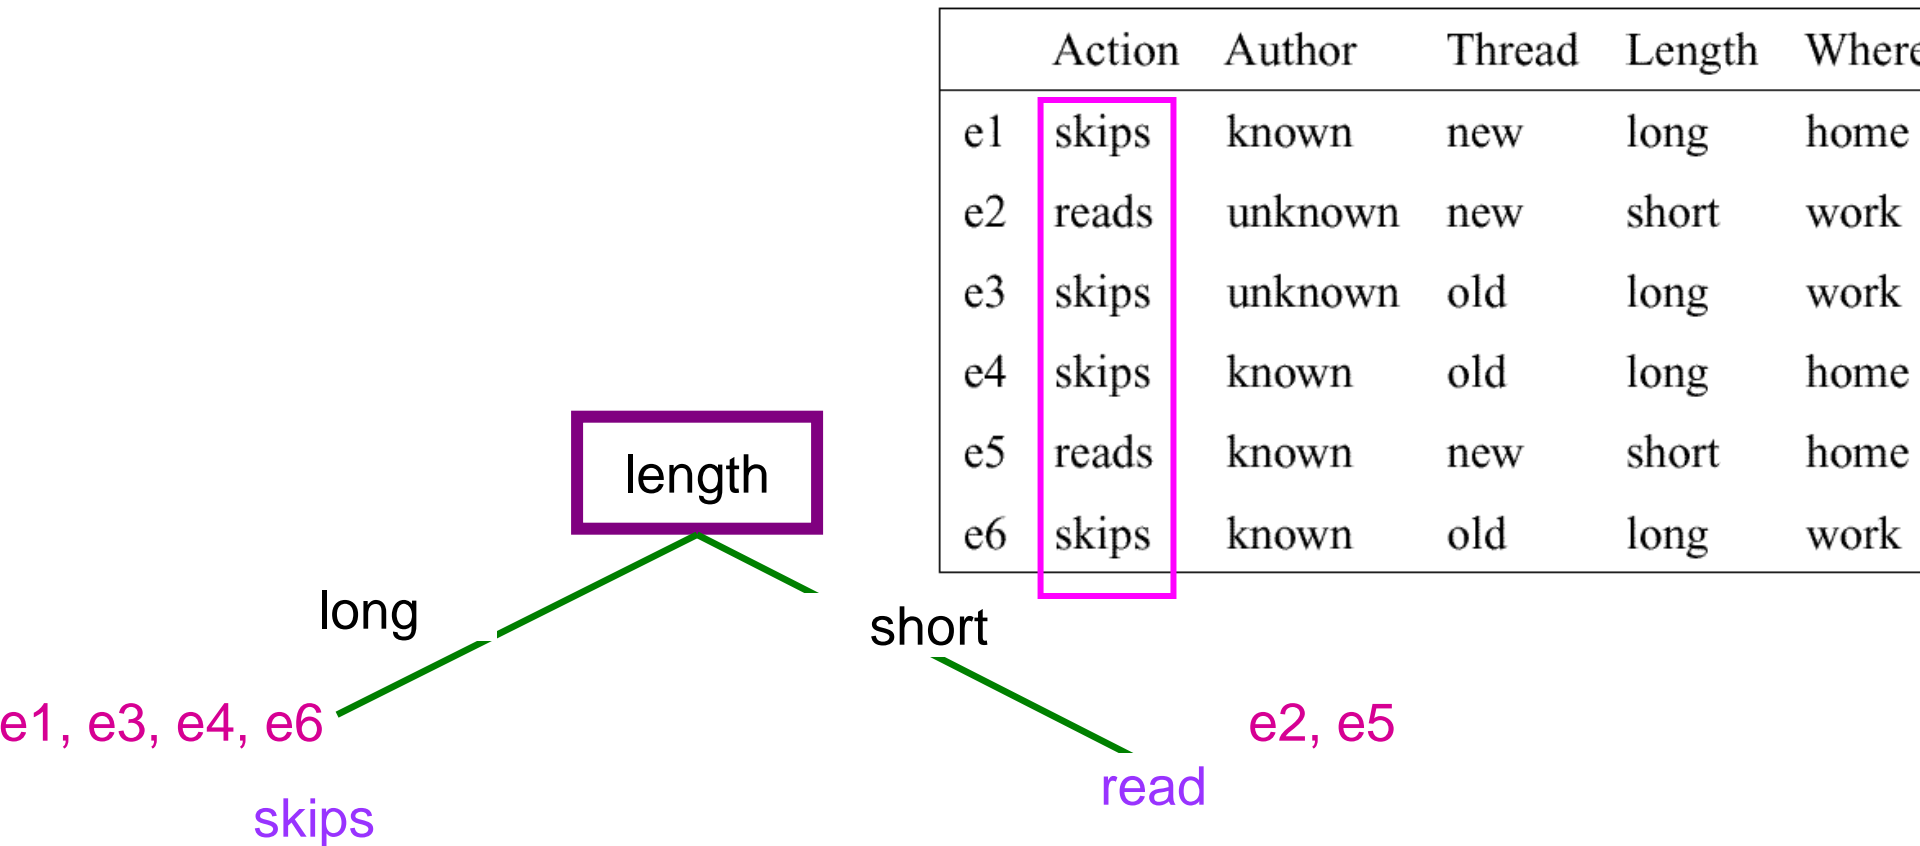 Action Author Thread Length Where
e1 skips known new long home
e2 reads unknown new short work
e3 skips unknown old long work
e4 skips known old long home
e5 reads known new short home
e6 skips known old long work
length
long
short
e1, e3, e4, e6
e2, e5
read
skips